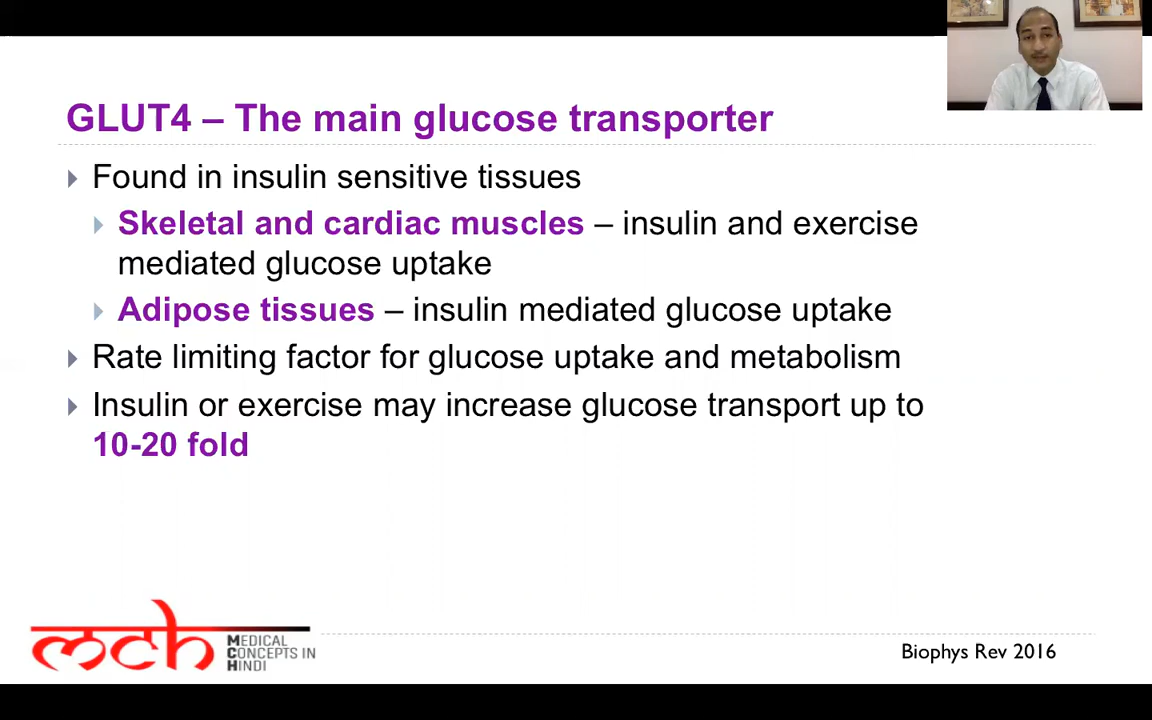 GLUT4 – The main glucose transporter
Found in insulin sensitive tissues
Skeletal and cardiac muscles – insulin and exercise
mediated glucose uptake
Adipose tissues – insulin mediated glucose uptake
Rate limiting factor for glucose uptake and metabolism
Insulin or exercise may increase glucose transport up to
10-20 fold
mch
MEDICAL
CONCEPTS IN
HINDI
Biophys Rev 2016